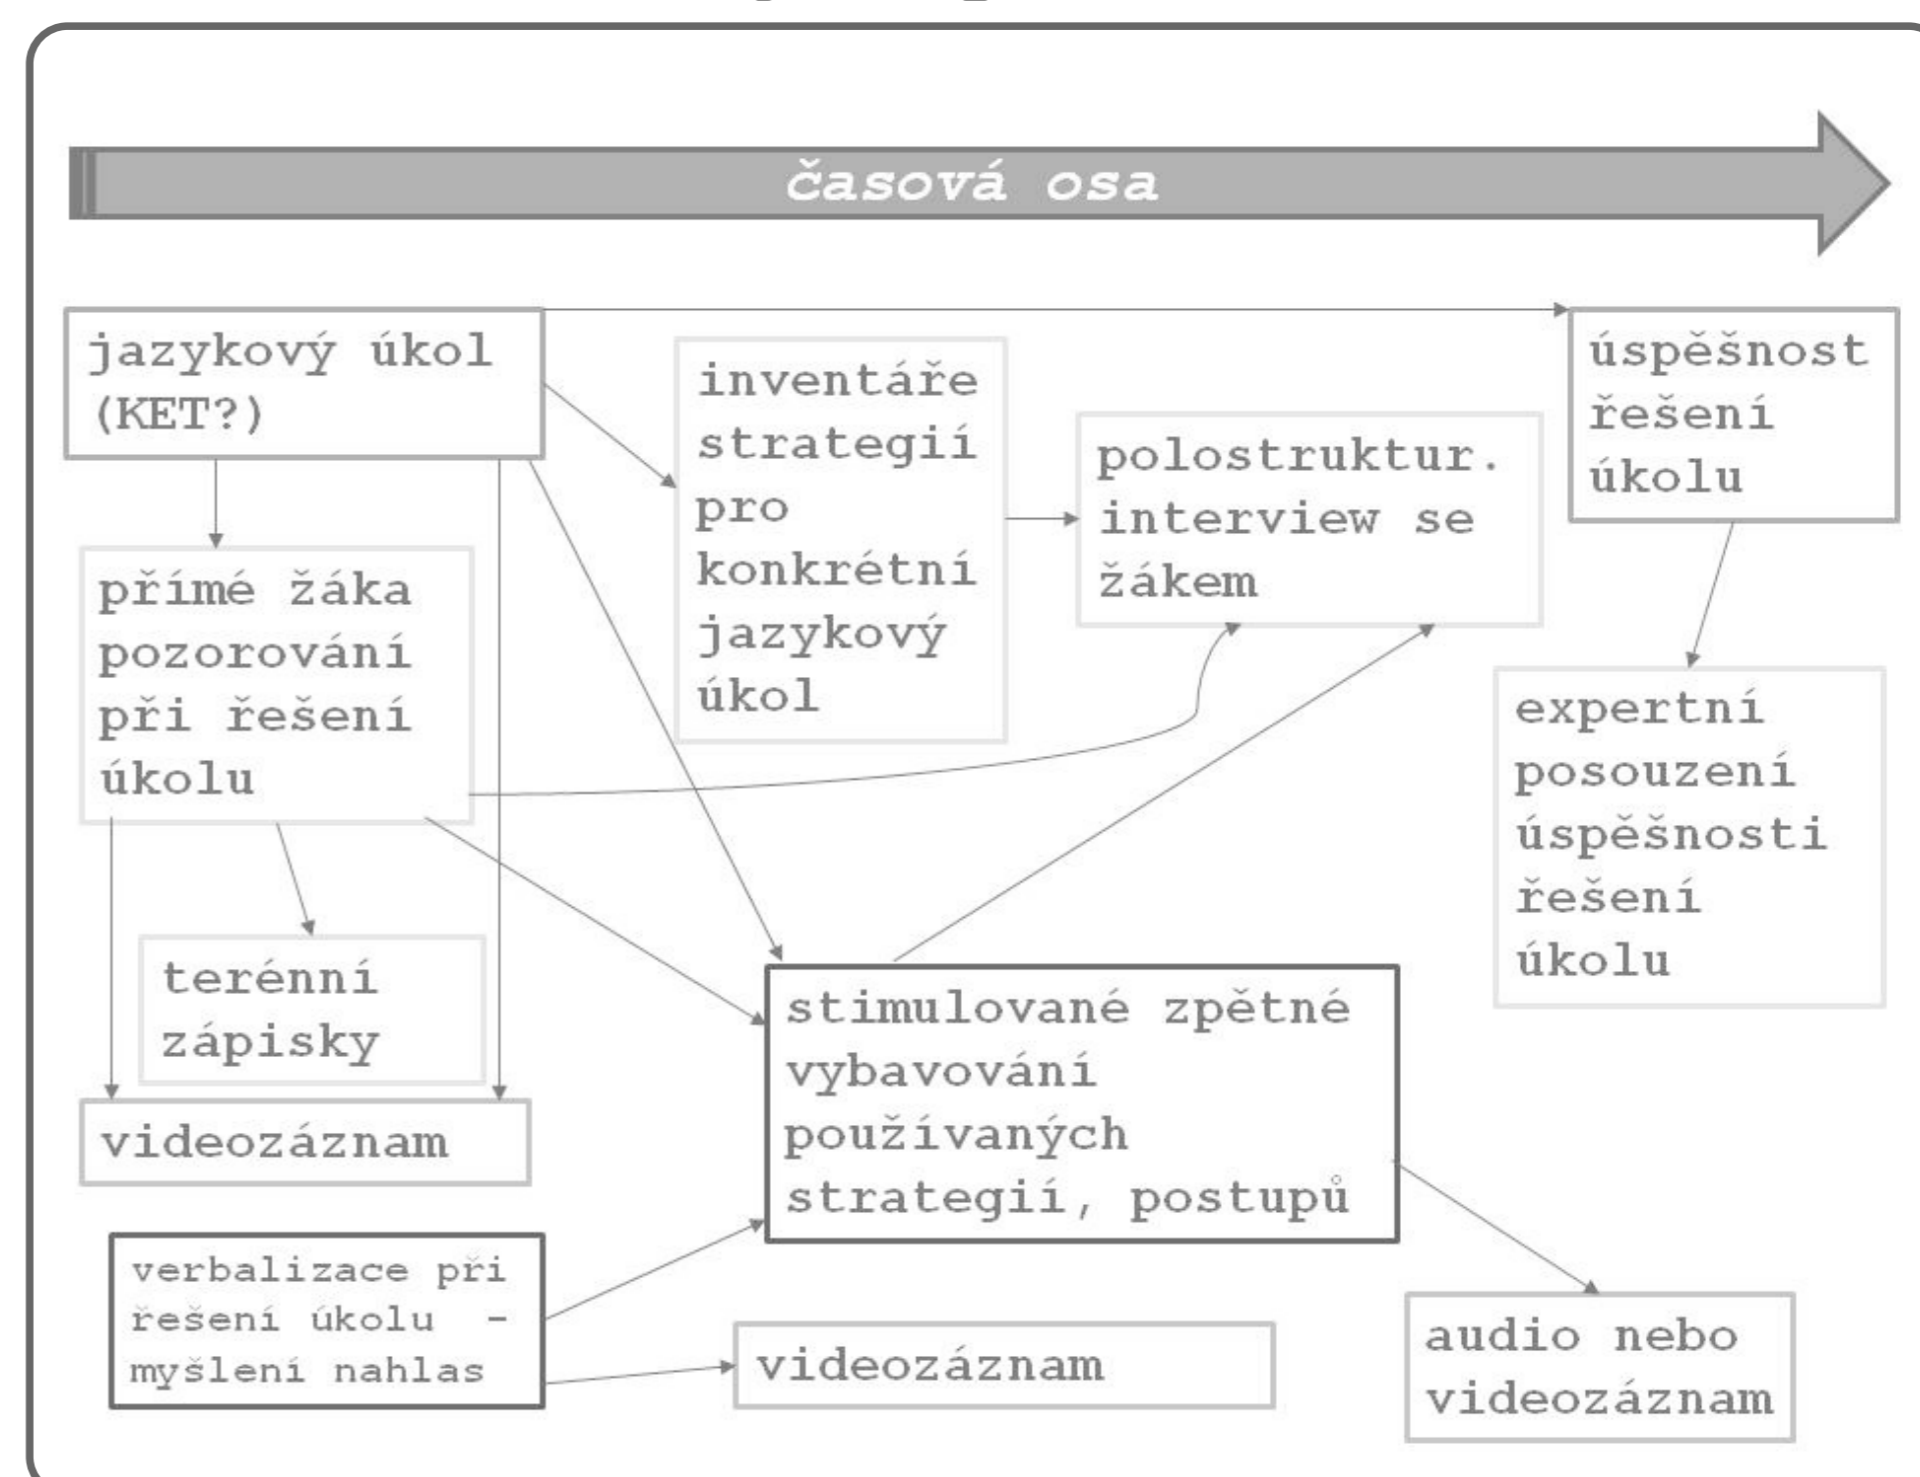 časová osa
jazykový úkol
(KET?)
inventáře
strategií
pro
konkrétní
jazykový
úkol
polostruktur.
interview se
žákem
úspěšnost
řešení
úkolu
přímé žáka
pozorování
při řešení
úkolu
expertní
posouzení
úspěšnosti
řešení
úkolu
terénní
zápisky
videozáznam
stimulované zpětné
vybavování
používaných
strategií, postupů
verbalizace při
řešení úkolu -
myšlení nahlas
videozáznam
audio nebo
videozáznam